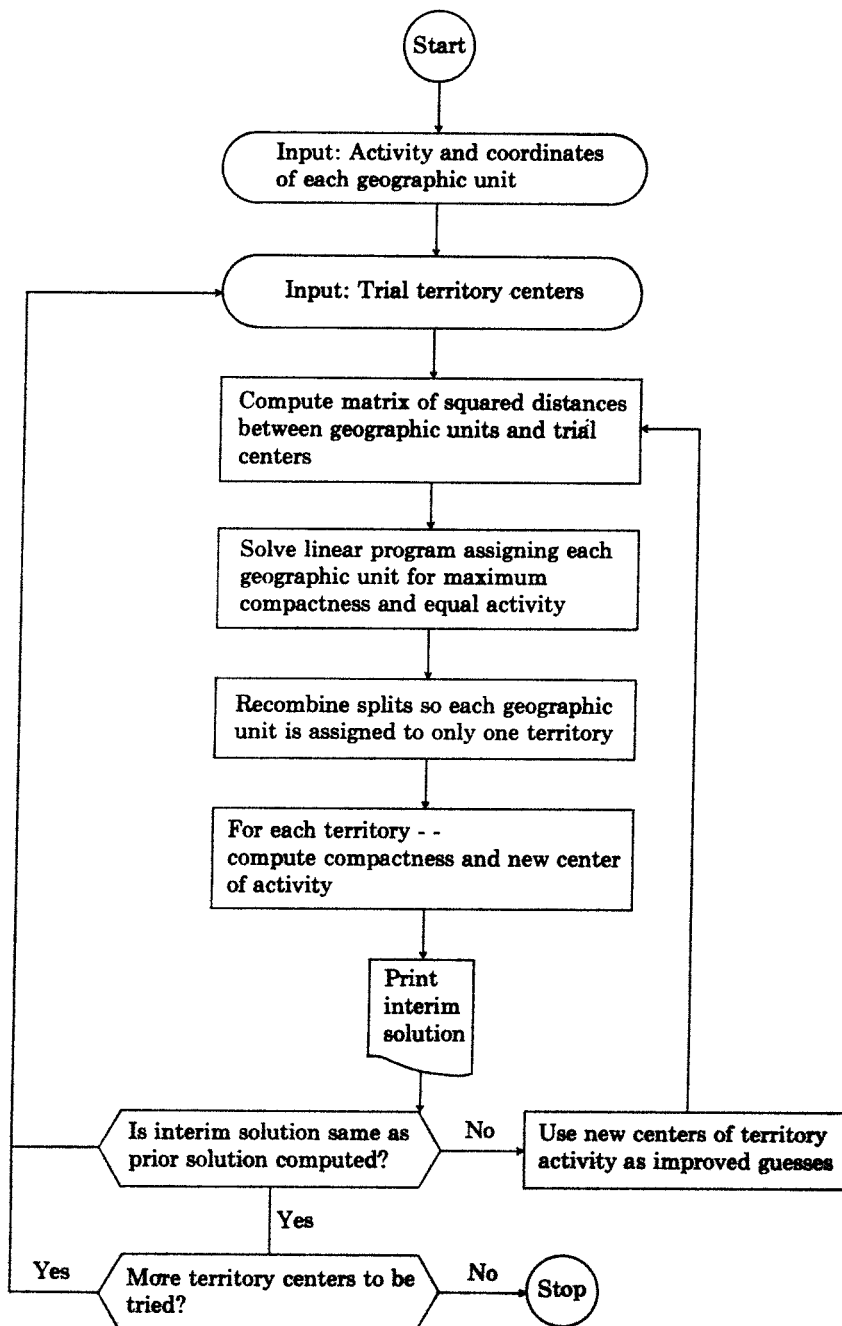 Start
Input: Activity and coordinates
of each geographic unit
Input: Trial territory centers
Compute matrix of squared distances
between geographic units and trial
centers
Solve linear program assigning each
geographic unit for maximum
compactness and equal activity
Recombine splits so each geographic
unit is assigned to only one territory
For each territory - -
compute compactness and new center
of activity
Print
interim
solution
Is interim solution same as
prior solution computed?
No
Use new centers of territory
activity as improved guesses
Yes
Yes
More territory centers to be
tried?
No
Stop